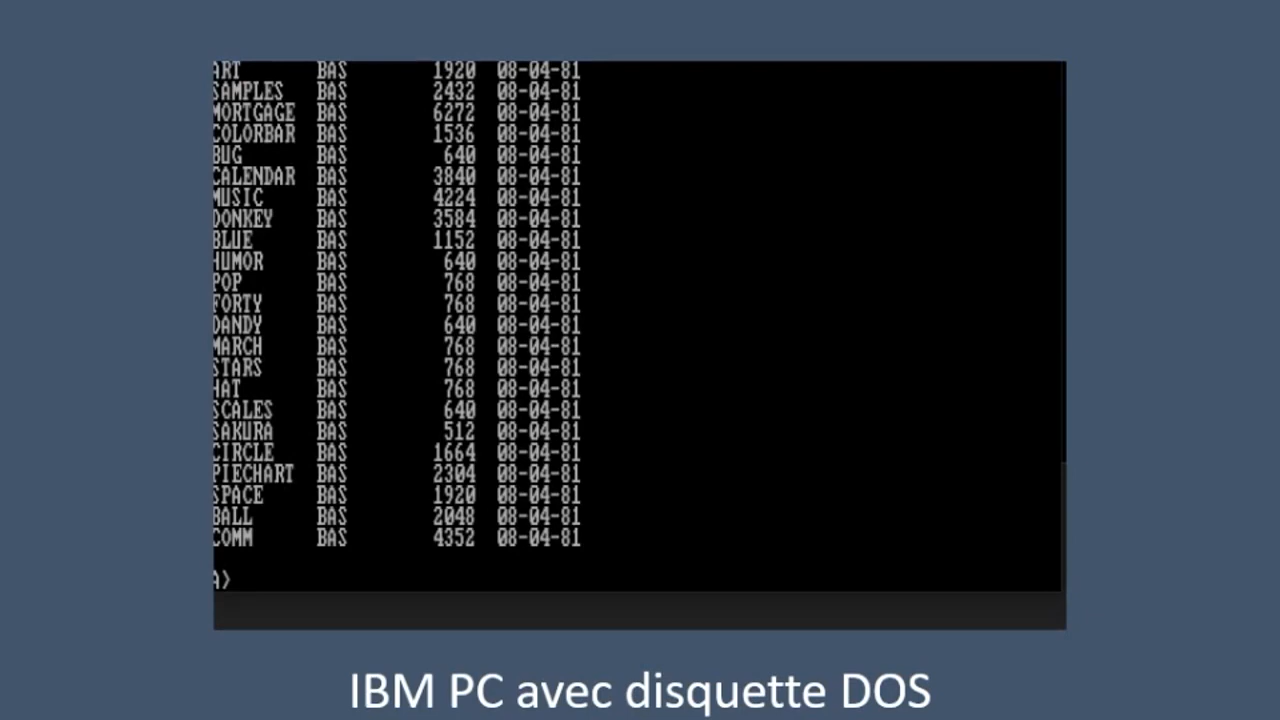 ART BAS 1920 08-04-81
SAMPLES BAS 2432 08-04-81
MORTGAGE BAS 6272 08-04-81
COLORBAR BAS 1536 08-04-81
BUG BAS 640 08-04-81
CALENDAR BAS 3840 08-04-81
MUSIC BAS 4224 08-04-81
DONKEY BAS 3584 08-04-81
BLUE BAS 1152 08-04-81
HUMOR BAS 640 08-04-81
POP BAS 768 08-04-81
FORTY BAS 768 08-04-81
DANDY BAS 640 08-04-81
MARCH BAS 768 08-04-81
STARS BAS 768 08-04-81
HAT BAS 768 08-04-81
SCALES BAS 640 08-04-81
SAKURA BAS 512 08-04-81
CIRCLE BAS 1664 08-04-81
PIECHART BAS 2304 08-04-81
SPACE BAS 1920 08-04-81
BALL BAS 2048 08-04-81
COMM BAS 4352 08-04-81
A>
IBM PC avec disquette DOS